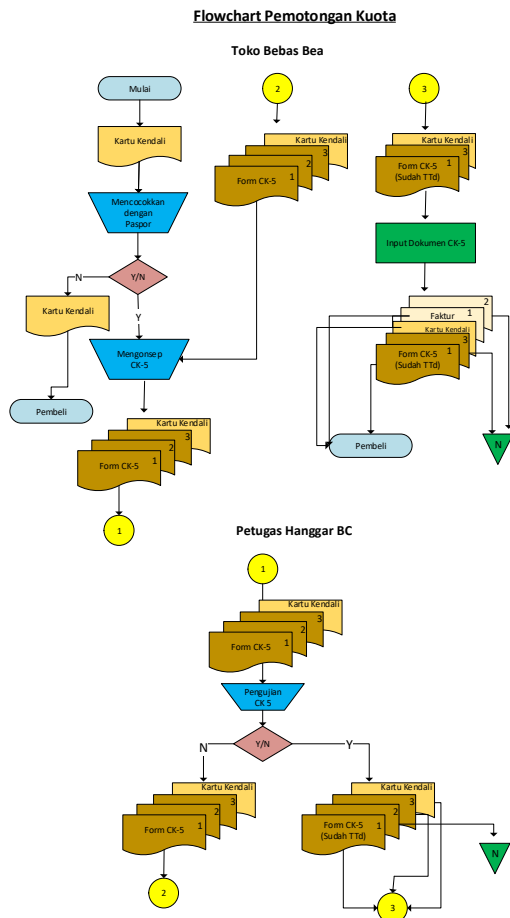 Flowchart Pemotongan Kuota
Toko Bebas Bea
Mulai
Kartu Kendali
Mencocokkan
dengan
Paspor
Y/N
N
Kartu Kendali
Y
Mengonsep
CK-5
Pembeli
Kartu Kendali
3
2
Form CK-5
1
1
2
Kartu Kendali
3
2
Form CK-5
1
3
Kartu Kendali
3
Form CK-5
(Sudah TTd)
1
Input Dokumen CK-5
2
Faktur
1
Kartu Kendali
3
Form CK-5
(Sudah TTd)
1
Pembeli
N
Petugas Hanggar BC
1
Kartu Kendali
3
2
Form CK-5
1
Pengujian
CK 5
Y/N
N
Y
Kartu Kendali
3
2
Form CK-5
1
2
Kartu Kendali
3
2
Form CK-5
(Sudah TTd)
1
N
3